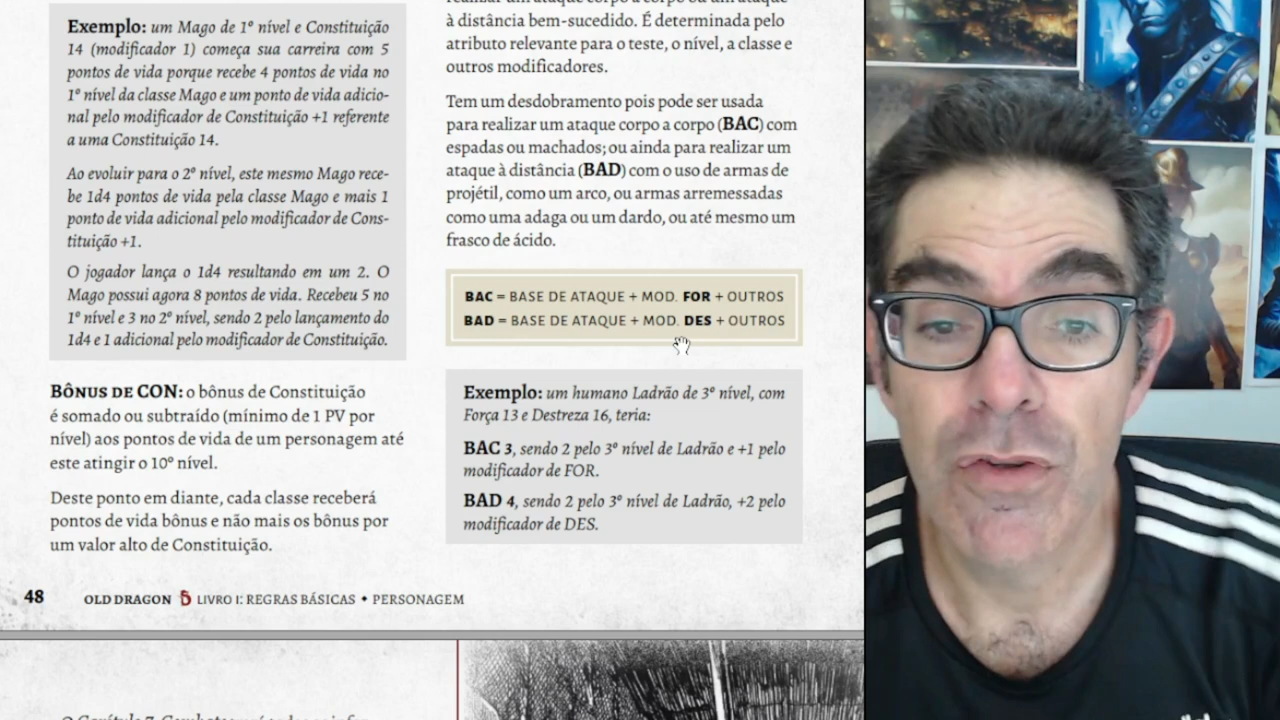 Exemplo: um Mago de 1º nível e Constituição
14 (modificador 1) começa sua carreira com 5
pontos de vida porque recebe 4 pontos de vida no
1º nível da classe Mago e um ponto de vida adicio-
nal pelo modificador de Constituição +1 referente
a uma Constituição 14.
Ao evoluir para o 2º nível, este mesmo Mago rece-
be 1d4 pontos de vida pela classe Mago e mais 1
ponto de vida adicional pelo modificador de Cons-
tituição +1.
O jogador lança o 1d4 resultando em um 2. O
Mago possui agora 8 pontos de vida. Recebeu 5 no
1º nível e 3 no 2º nível, sendo 2 pelo lançamento do
1d4 e 1 adicional pelo modificador de Constituição.
BÔNUS DE CON: o bônus de Constituição
é somado ou subtraído (mínimo de 1 PV por
nível) aos pontos de vida de um personagem até
este atingir o 10º nível.
Deste ponto em diante, cada classe receberá
pontos de vida bônus e não mais os bônus por
um valor alto de Constituição.
realizar um ataque corpo a corpo ou um ataque
à distância bem-sucedido. É determinada pelo
atributo relevante para o teste, o nível, a classe e
outros modificadores.
Tem um desdobramento pois pode ser usada
para realizar um ataque corpo a corpo (BAC) com
espadas ou machados; ou ainda para realizar um
ataque à distância (BAD) com o uso de armas de
projétil, como um arco, ou armas arremessadas
como uma adaga ou um dardo, ou até mesmo um
frasco de ácido.
BAC = BASE DE ATAQUE + MOD. FOR + OUTROS
BAD = BASE DE ATAQUE + MOD. DES + OUTROS
Exemplo: um humano Ladrão de 3º nível, com
Força 13 e Destreza 16, teria:
BAC 3, sendo 2 pelo 3º nível de Ladrão e +1 pelo
modificador de FOR.
BAD 4, sendo 2 pelo 3º nível de Ladrão, +2 pelo
modificador de DES.
48 OLD DRAGON LIVRO I: REGRAS BÁSICAS ✦ PERSONAGEM
O Capítulo 7: Combate